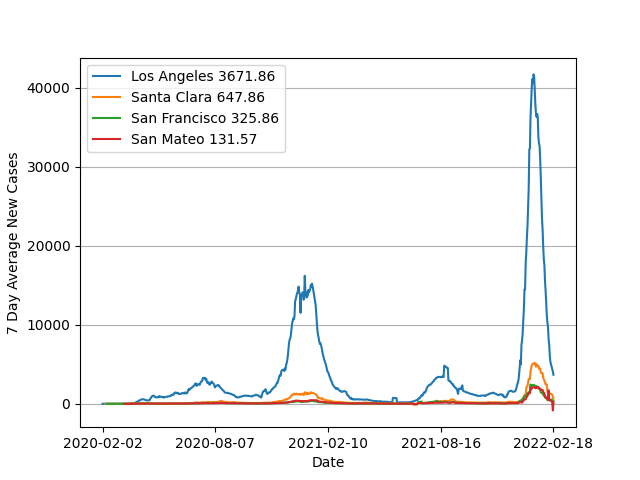 Los Angeles 3671.86
Santa Clara 647.86
San Francisco 325.86
San Mateo 131.57
40000
30000
20000
10000
0
7 Day Average New Cases
2020-02-02 2020-08-07 2021-02-10 2021-08-16 2022-02-18
Date